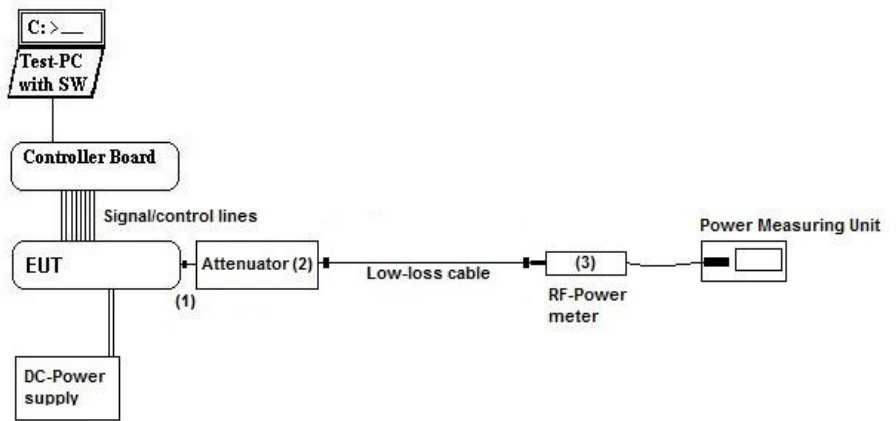 C:>__
Test-PC
with SW
Controller Board
Signal/control lines
EUT
(1)
Attenuator (2)
Low-loss cable
(3)
RF-Power
meter
Power Measuring Unit
DC-Power
supply